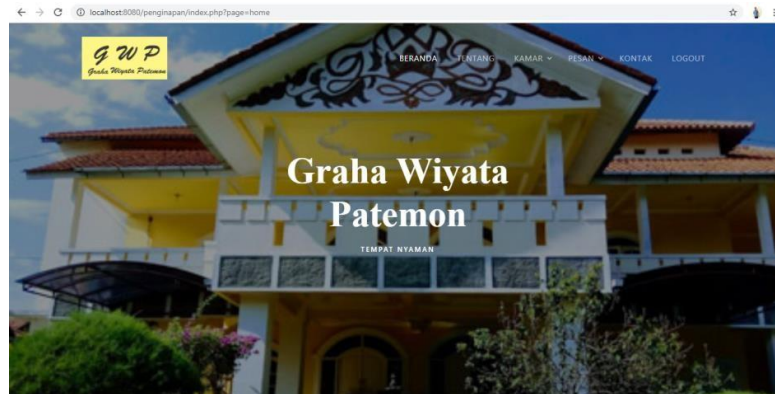 localhost:8080/penginapan/index.php?page=home
G W P
Graha Wiyata Patemon
BERANDA TENTANG KAMAR PESAN KONTAK LOGOUT
Graha Wiyata
Patemon
TEMPAT NYAMAN